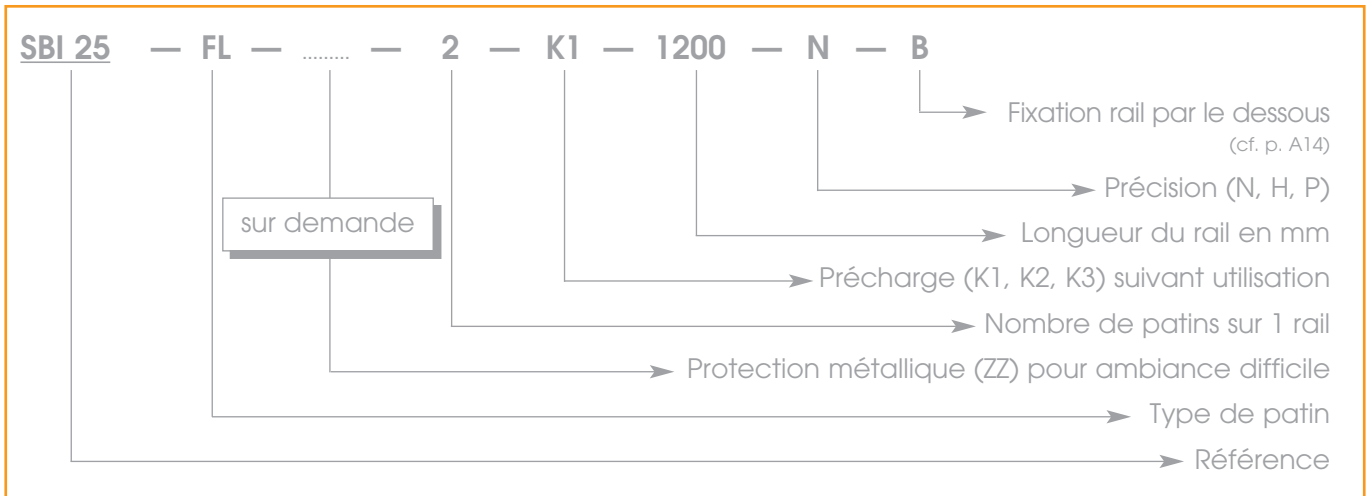 SBI 25 — FL — ......... — 2 — K1 — 1200 — N — B
Fixation rail par le dessous
(cf. p. A14)
Précision (N, H, P)
sur demande
Longueur du rail en mm
Précharge (K1, K2, K3) suivant utilisation
Nombre de patins sur 1 rail
Protection métallique (ZZ) pour ambiance difficile
Type de patin
Référence